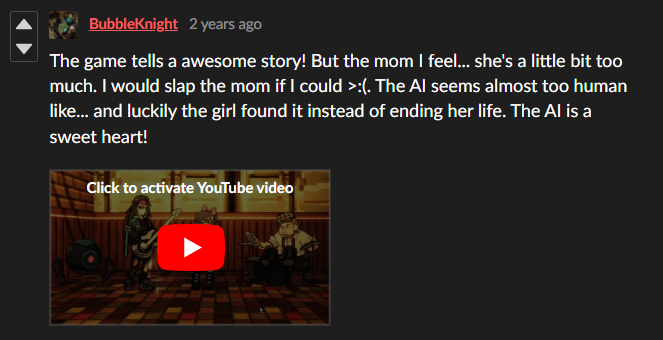 BubbleKnight 2 years ago
The game tells a awesome story! But the mom I feel... she's a little bit too
much. I would slap the mom if I could >:(. The AI seems almost too human
like... and luckily the girl found it instead of ending her life. The AI is a
sweet heart!
Click to activate YouTube video